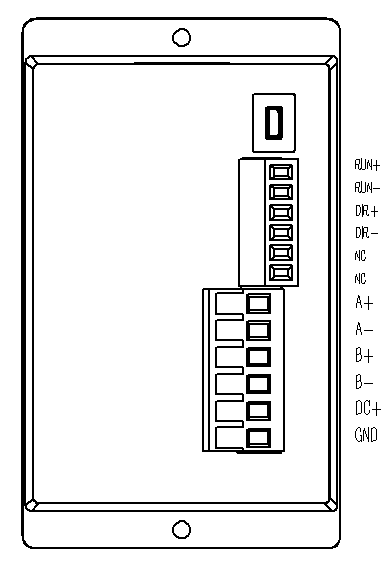 RUN+
RUN-
DIR+
DIR-
NC
NC
A+
A-
B+
B-
DC+
GND